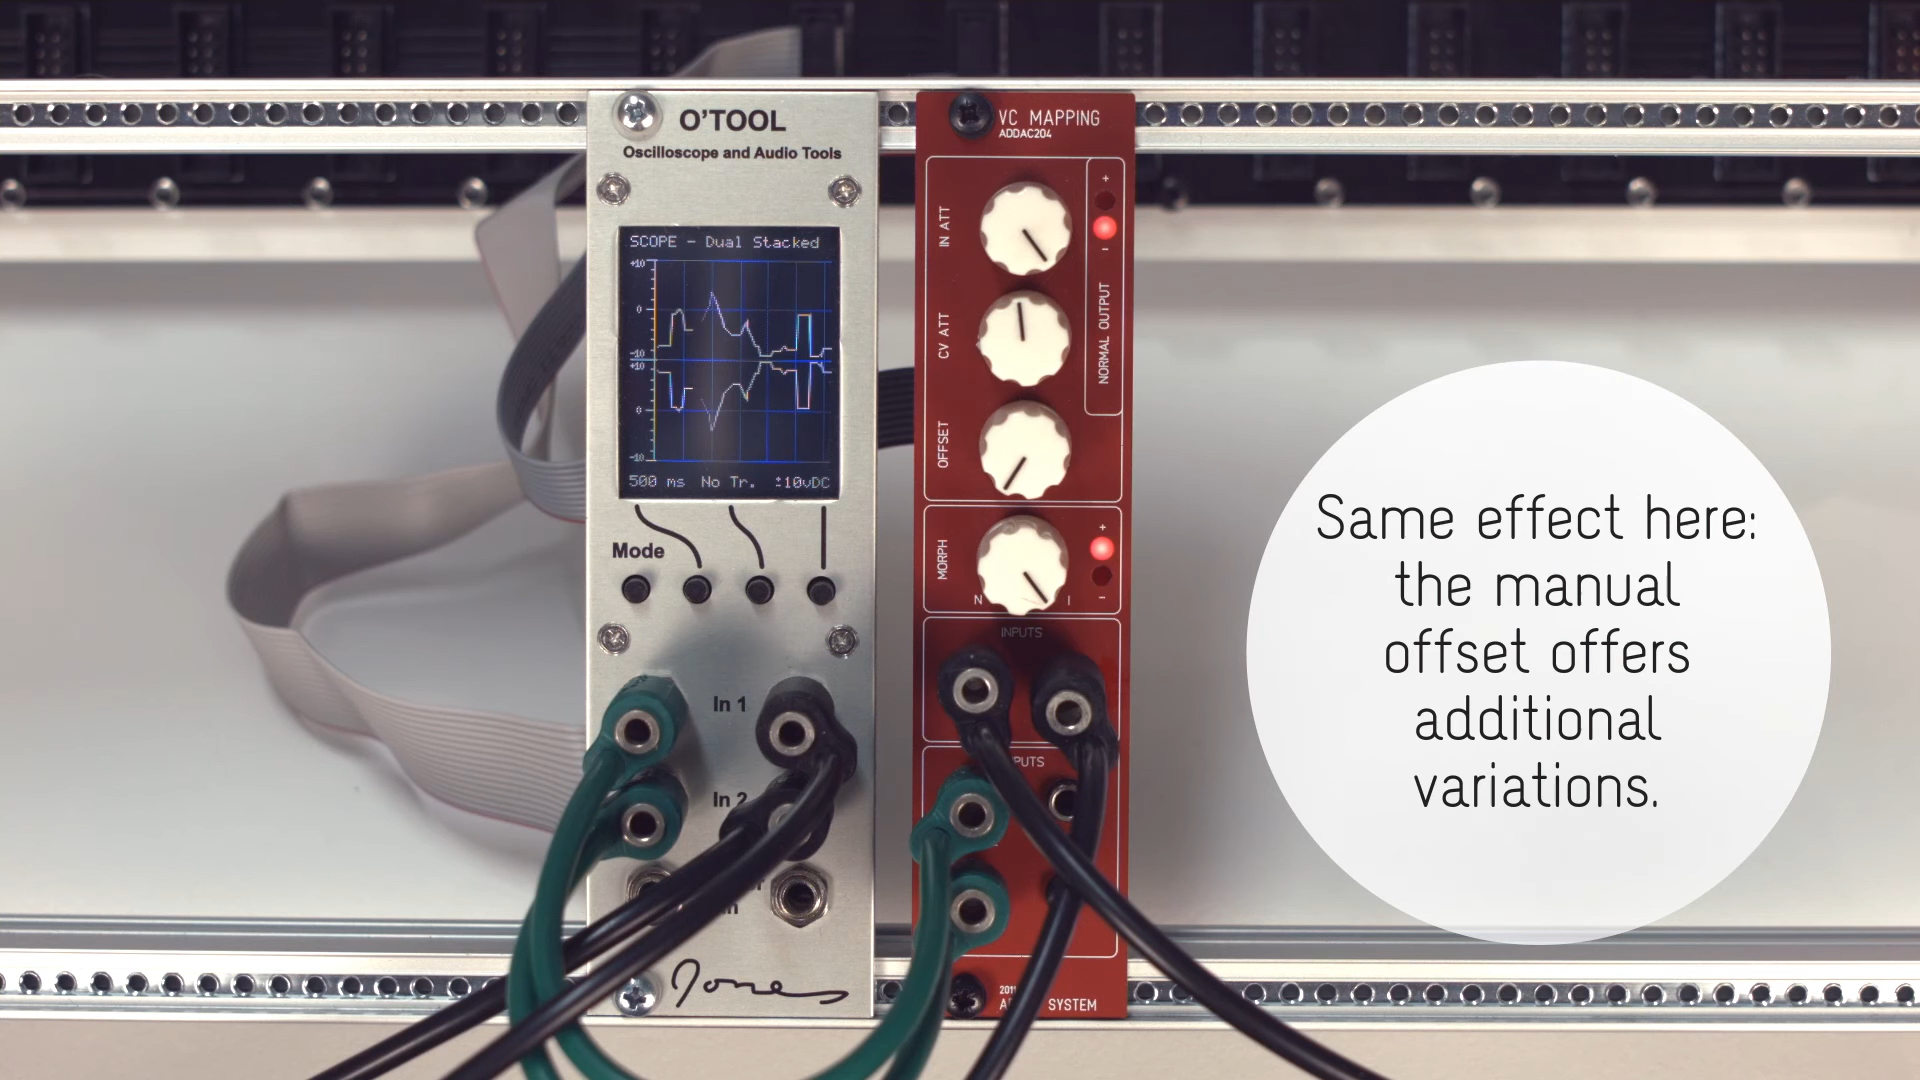 O'TOOL
Oscilloscope and Audio Tools
SCOPE - Dual Stacked
+10
0
-10
+10
0
-10
500 ms No Tr. ±10vDC
Mode
In 1
In 2
Jones
VC MAPPING
ADDAC204
IN ATT
+
-
CV ATT
NORMAL OUTPUT
OFFSET
MORPH
+
-
N I
INPUTS
SYSTEM
Same effect here:
the manual
offset offers
additional
variations.